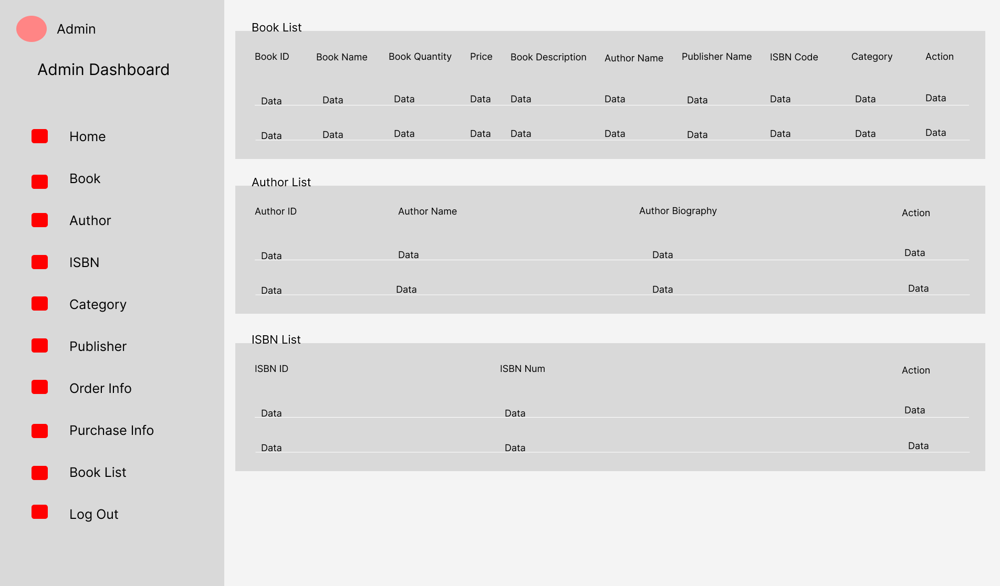 Admin
Admin Dashboard
Home
Book
Author
ISBN
Category
Publisher
Order Info
Purchase Info
Book List
Log Out
Book List
Book ID Book Name Book Quantity Price Book Description Author Name Publisher Name ISBN Code Category Action
Data Data Data Data Data Data Data Data Data Data
Data Data Data Data Data Data Data Data Data Data
Author List
Author ID Author Name Author Biography Action
Data Data Data Data
Data Data Data Data
ISBN List
ISBN ID ISBN Num Action
Data Data Data
Data Data Data